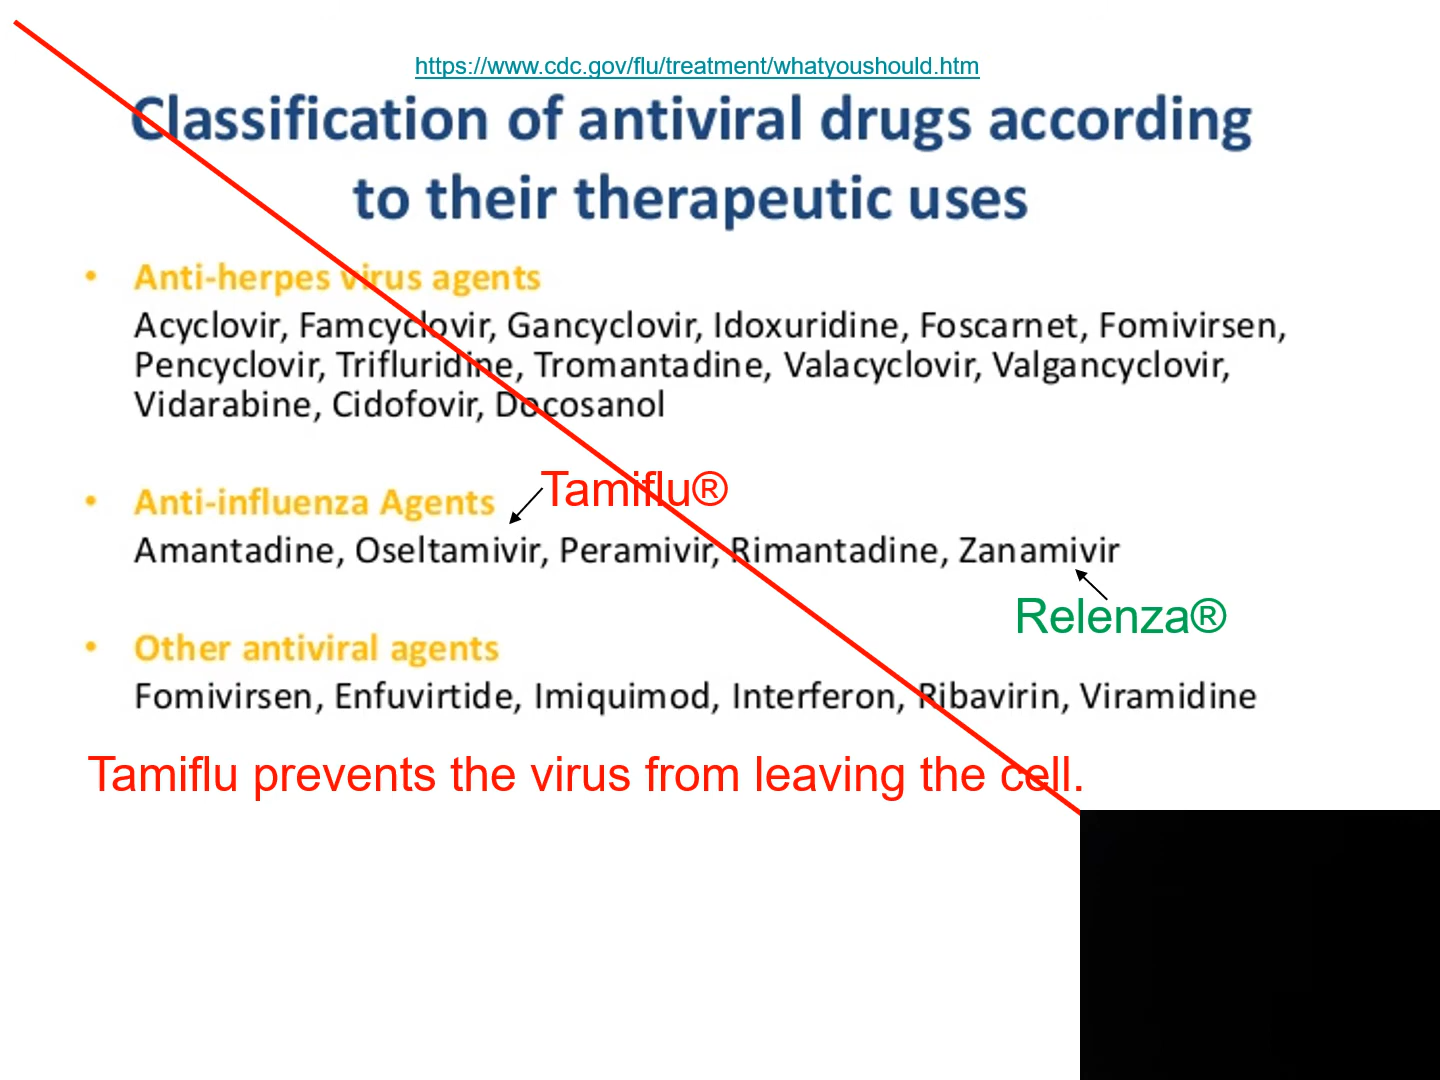 https://www.cdc.gov/flu/treatment/whatyoushould.htm
Classification of antiviral drugs according
to their therapeutic uses
• Anti-herpes virus agents
Acyclovir, Famcyclovir, Gancyclovir, Idoxuridine, Foscarnet, Fomivirsen,
Pencyclovir, Trifluridine, Tromantadine, Valacyclovir, Valgancyclovir,
Vidarabine, Cidofovir, Docosanol
Tamiflu®
• Anti-influenza Agents
Amantadine, Oseltamivir, Peramivir, Rimantadine, Zanamivir
Relenza®
• Other antiviral agents
Fomivirsen, Enfuvirtide, Imiquimod, Interferon, Ribavirin, Viramidine
Tamiflu prevents the virus from leaving the cell.